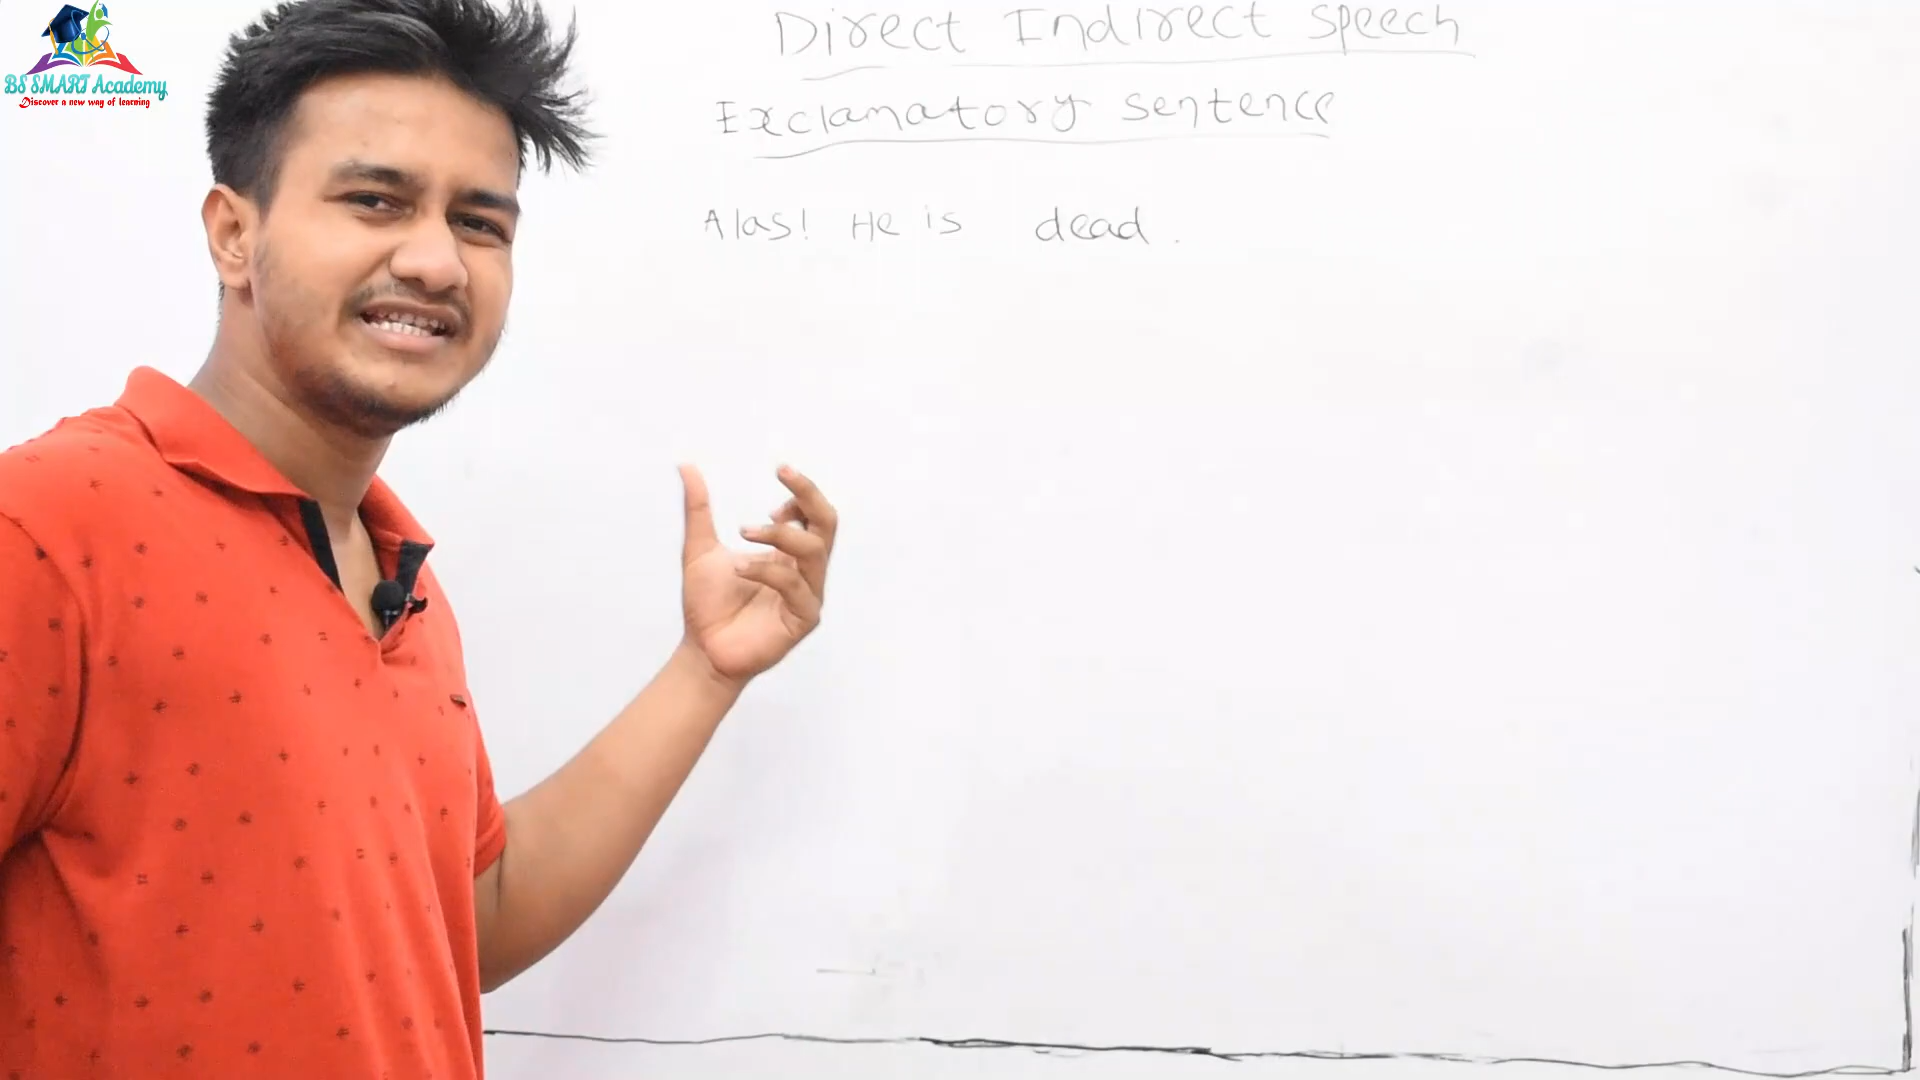 BS SMART Academy
Discover a new way of learning
Direct Indirect speech
Exclamatory sentence
Alas! He is dead.